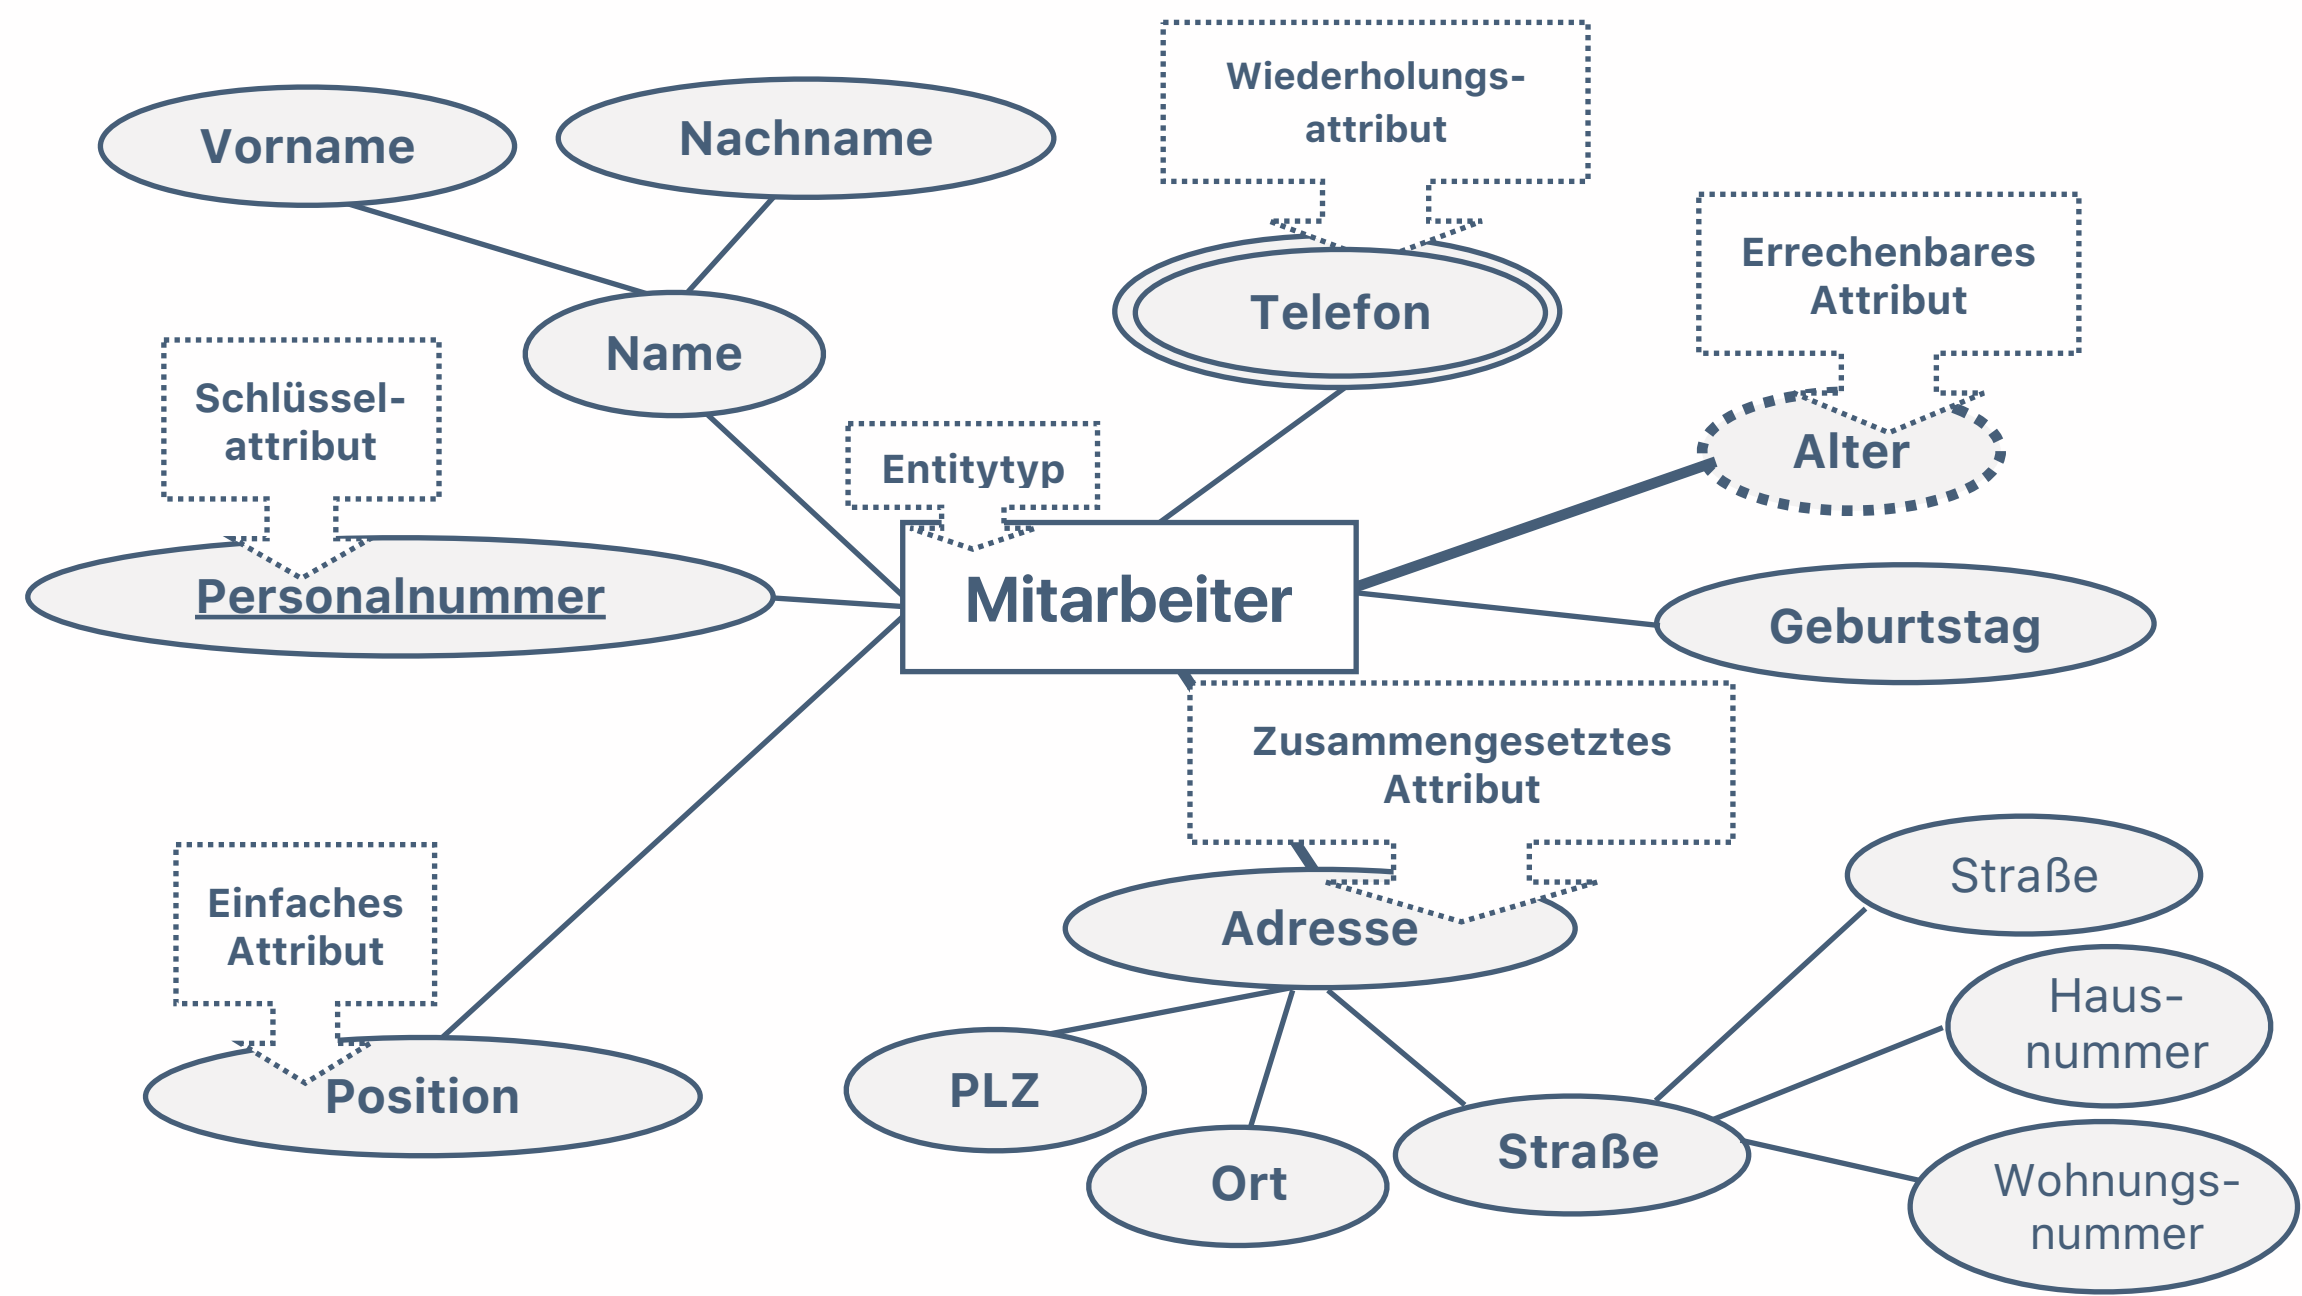 Wiederholungs-
attribut
Vorname
Nachname
Errechenbares
Attribut
Telefon
Name
Schlüssel-
attribut
Entitytyp
Alter
Personalnummer
Mitarbeiter
Geburtstag
Zusammengesetztes
Attribut
Einfaches
Attribut
Adresse
Straße
Haus-
nummer
Position
PLZ
Ort
Straße
Wohnungs-
nummer